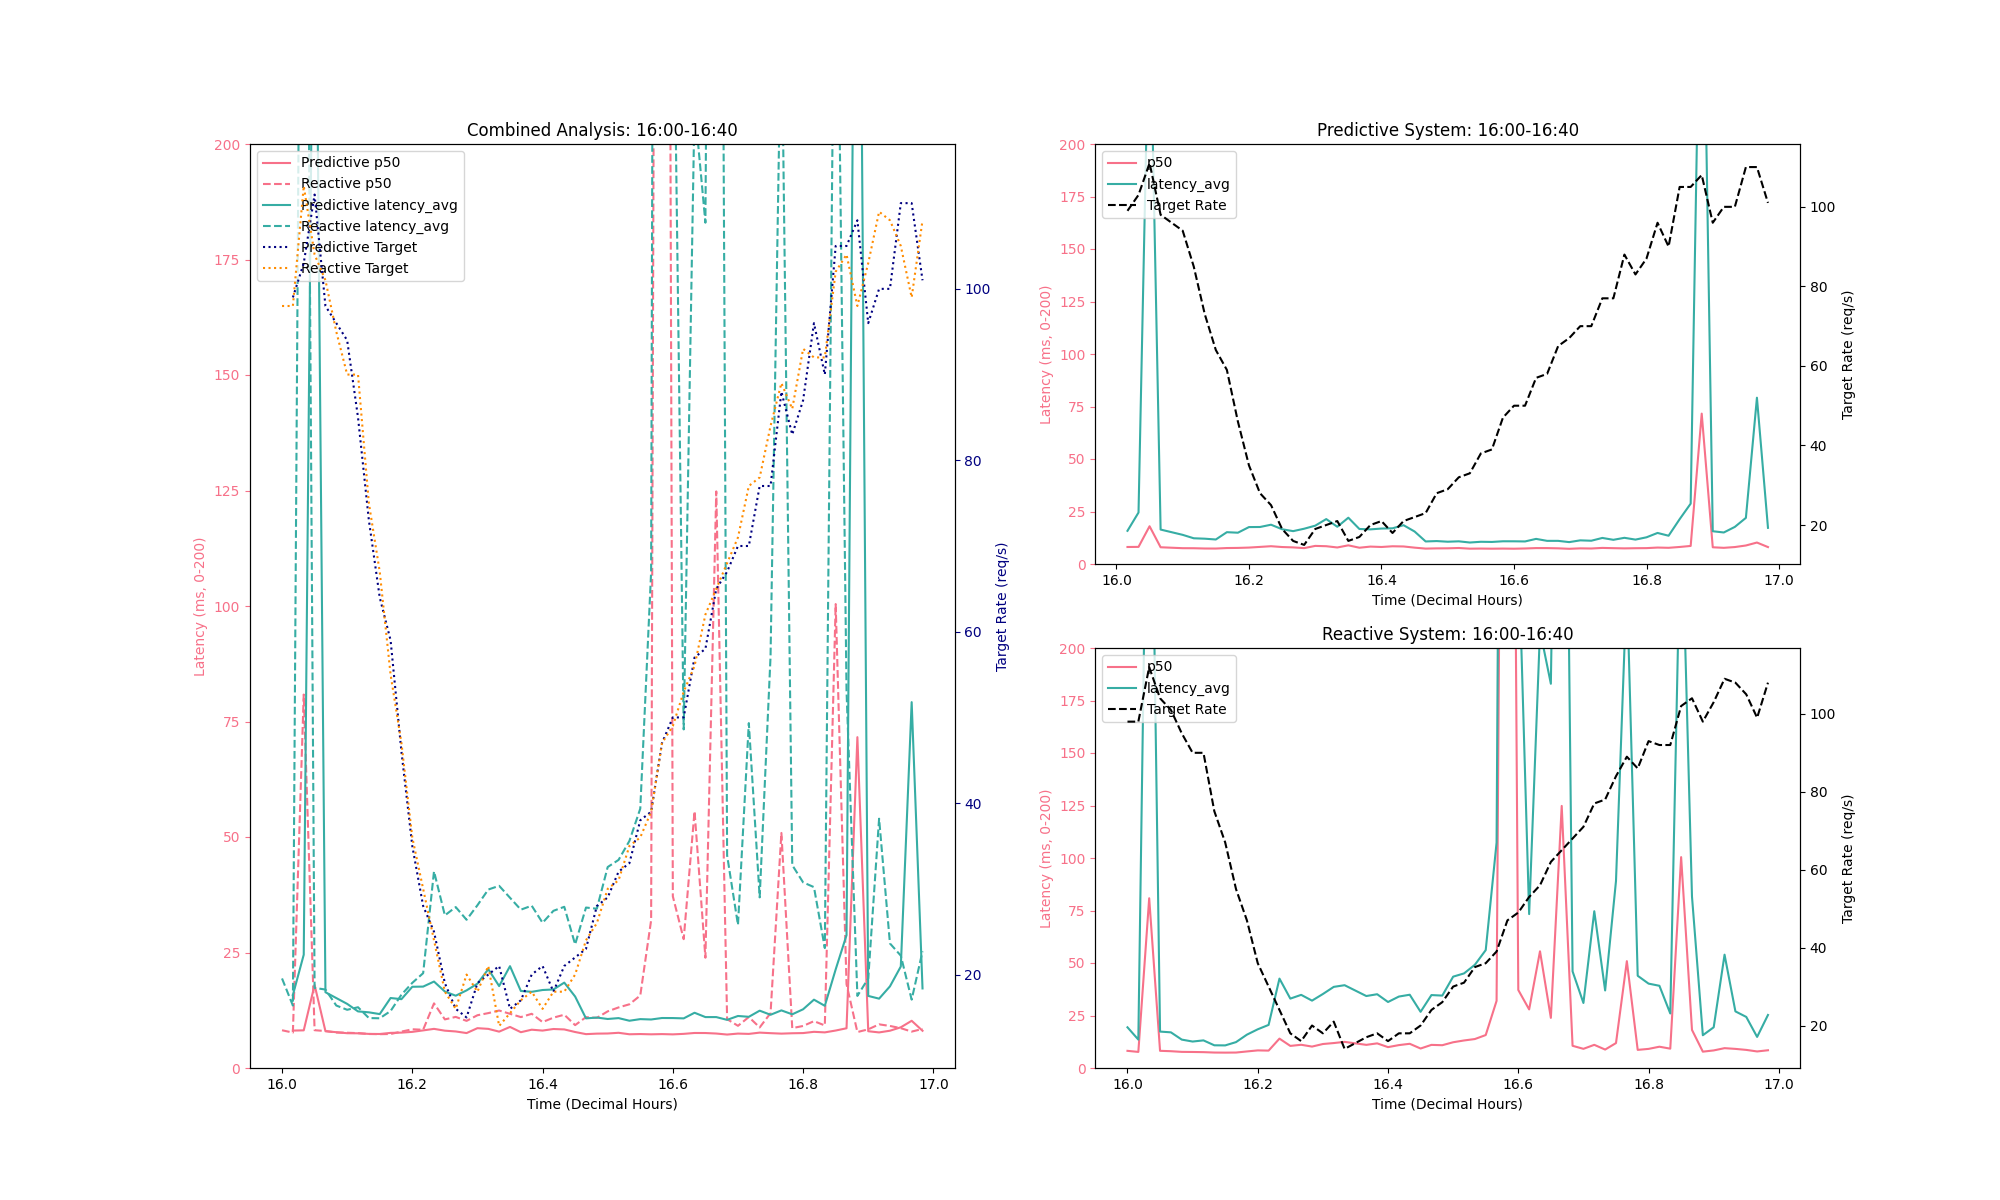 Combined Analysis: 16:00-16:40
200
175
150
125
100
75
50
25
0
Latency (ms, 0-200)
Predictive p50
Reactive p50
Predictive latency_avg
Reactive latency_avg
Predictive Target
Reactive Target
100
80
60
40
20
Target Rate (req/s)
16.0 16.2 16.4 16.6 16.8 17.0
Time (Decimal Hours)
Predictive System: 16:00-16:40
200
175
150
125
100
75
50
25
0
Latency (ms, 0-200)
p50
latency_avg
Target Rate
100
80
60
40
20
Target Rate (req/s)
16.0 16.2 16.4 16.6 16.8 17.0
Time (Decimal Hours)
Reactive System: 16:00-16:40
200
175
150
125
100
75
50
25
0
Latency (ms, 0-200)
p50
latency_avg
Target Rate
100
80
60
40
20
Target Rate (req/s)
16.0 16.2 16.4 16.6 16.8 17.0
Time (Decimal Hours)